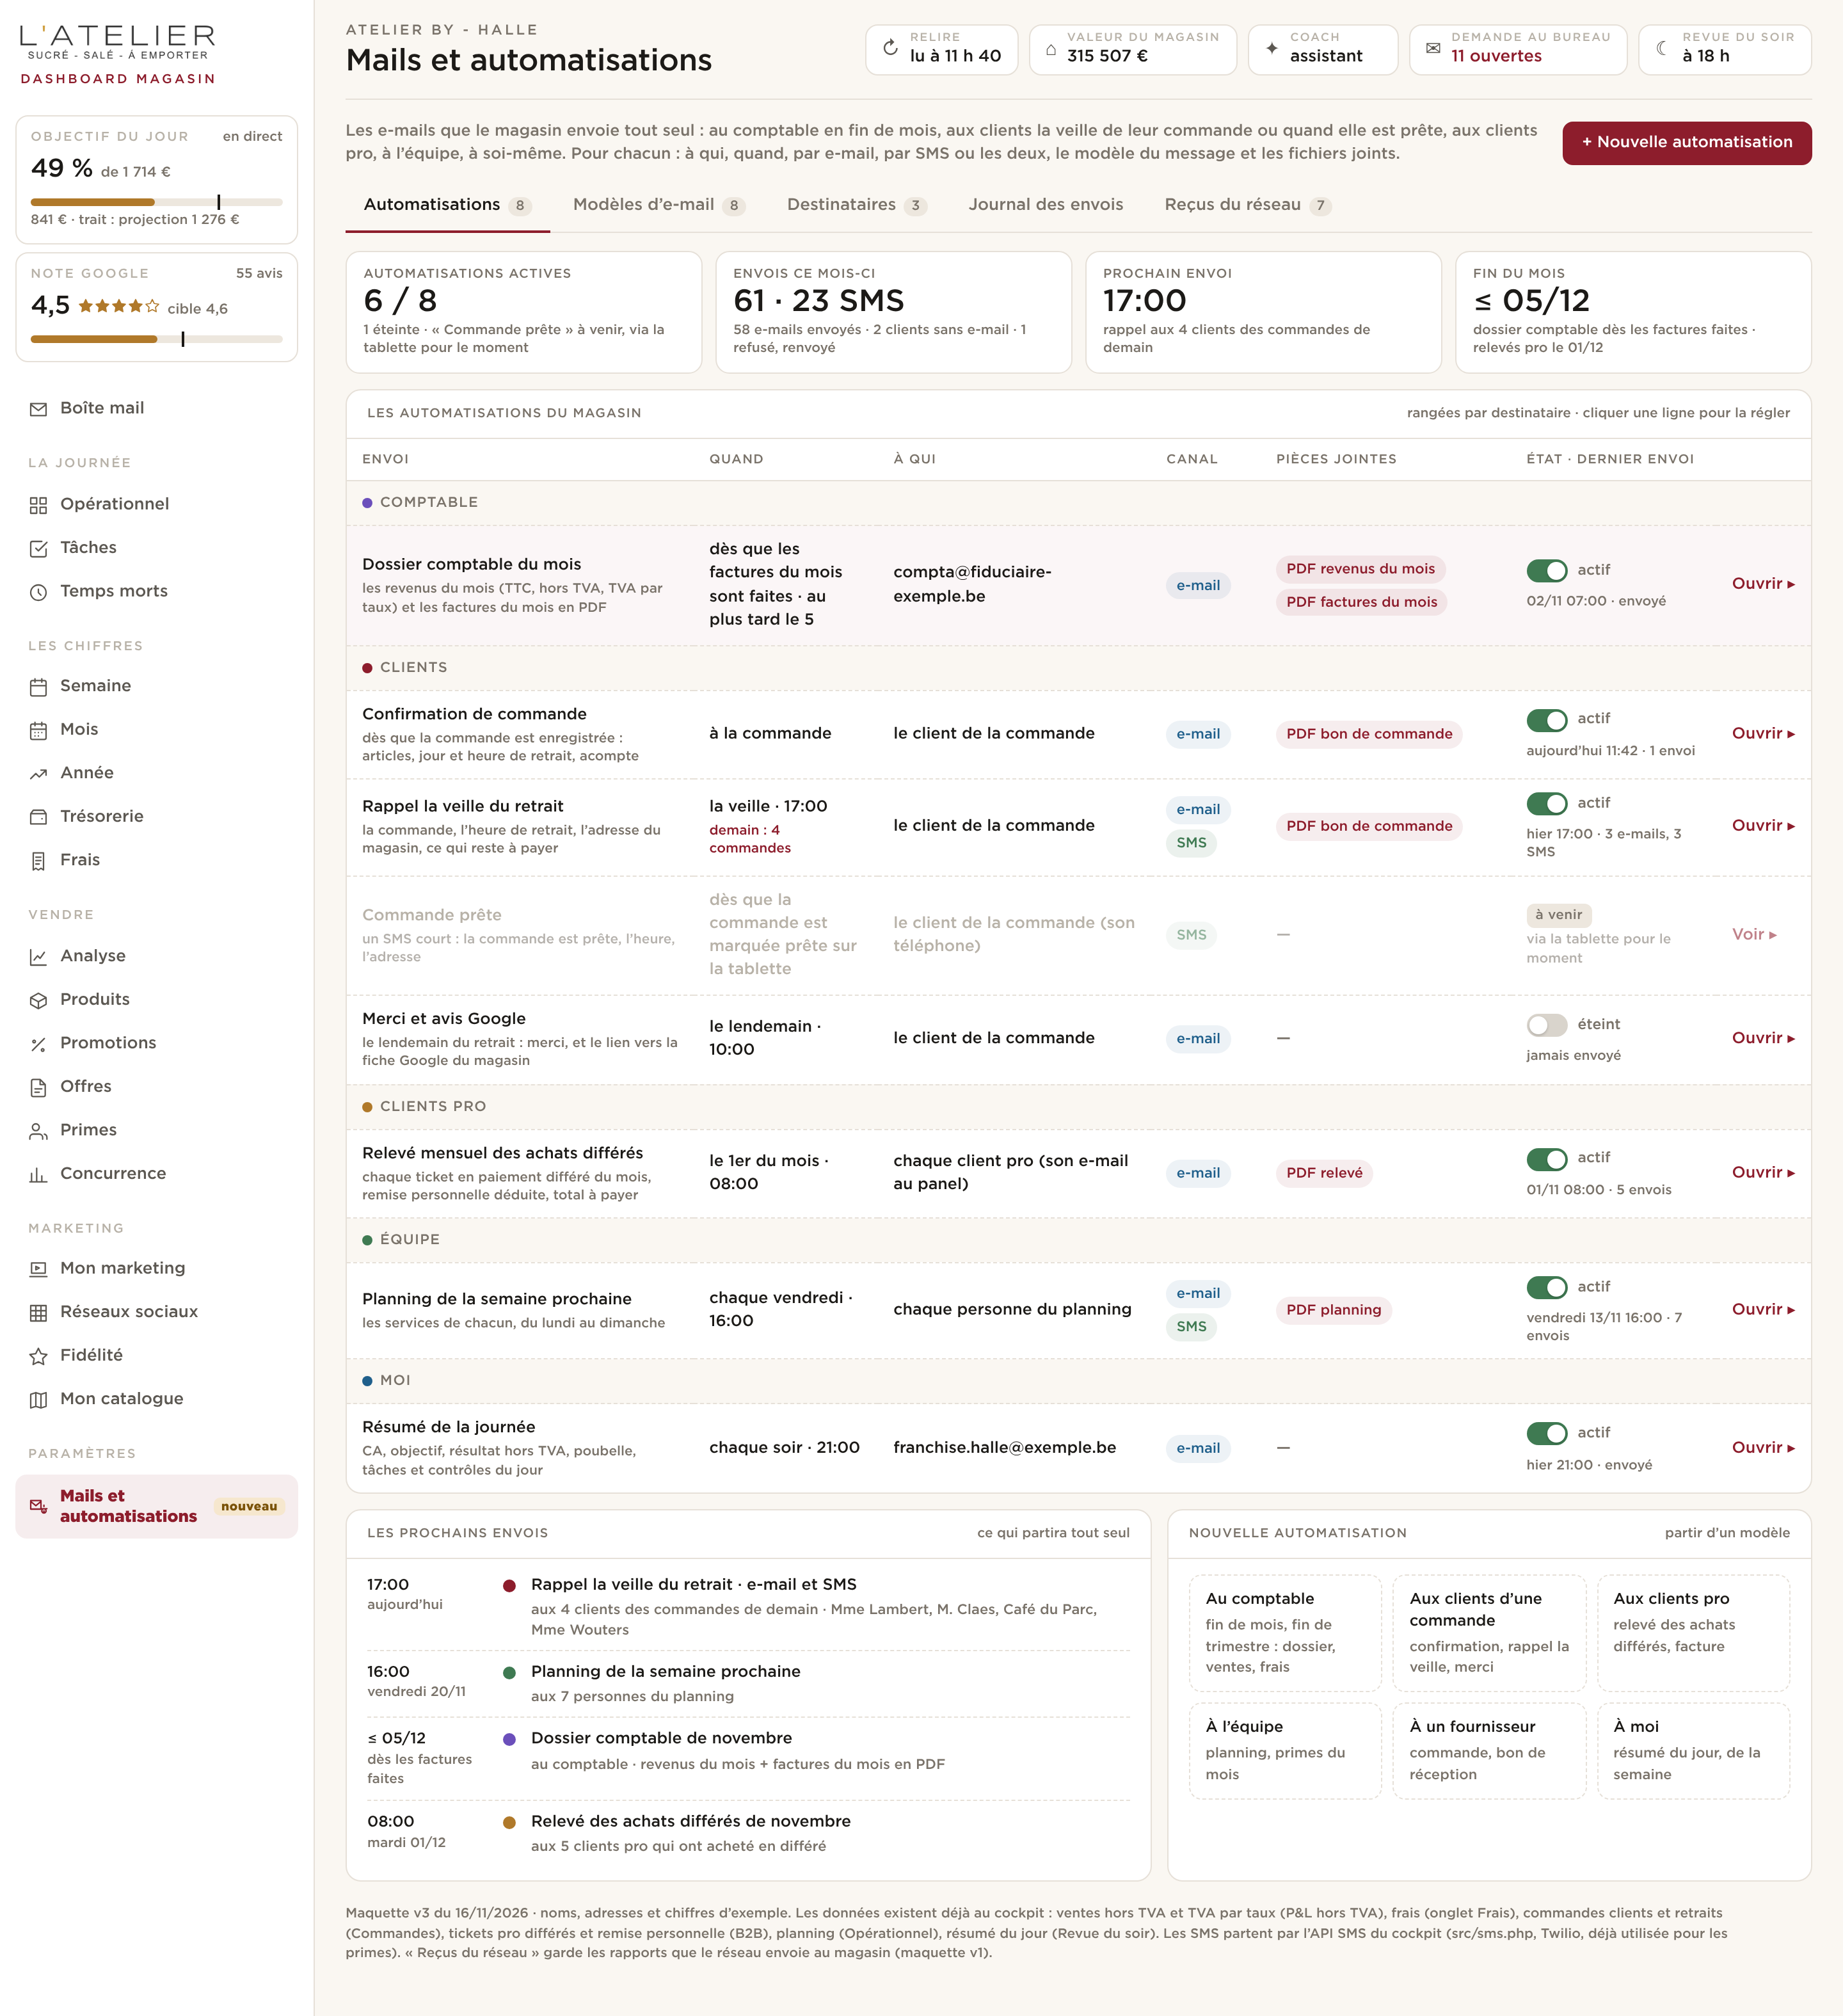 L'ATELIER
SUCRÉ - SALÉ - À EMPORTER
DASHBOARD MAGASIN
OBJECTIF DU JOUR en direct
49 % de 1 714 €
841 € · trait : projection 1 276 €
NOTE GOOGLE 55 avis
4,5 ★★★★☆ cible 4,6
Boîte mail
LA JOURNÉE
Opérationnel
Tâches
Temps morts
LES CHIFFRES
Semaine
Mois
Année
Trésorerie
Frais
VENDRE
Analyse
Produits
Promotions
Offres
Primes
Concurrence
MARKETING
Mon marketing
Réseaux sociaux
Fidélité
Mon catalogue
PARAMÈTRES
Mails et
automatisations nouveau
ATELIER BY - HALLE
Mails et automatisations
RELIRE
lu à 11 h 40
VALEUR DU MAGASIN
315 507 €
COACH
assistant
DEMANDE AU BUREAU
11 ouvertes
REVUE DU SOIR
à 18 h
Les e-mails que le magasin envoie tout seul : au comptable en fin de mois, aux clients la veille de leur commande ou quand elle est prête, aux clients
pro, à l'équipe, à soi-même. Pour chacun : à qui, quand, par e-mail, par SMS ou les deux, le modèle du message et les fichiers joints.
+ Nouvelle automatisation
Automatisations 8 Modèles d'e-mail 8 Destinataires 3 Journal des envois Reçus du réseau 7
AUTOMATISATIONS ACTIVES
6 / 8
1 éteinte · « Commande prête » à venir, via la
tablette pour le moment
ENVOIS CE MOIS-CI
61 · 23 SMS
58 e-mails envoyés · 2 clients sans e-mail · 1
refusé, renvoyé
PROCHAIN ENVOI
17:00
rappel aux 4 clients des commandes de
demain
FIN DU MOIS
≤ 05/12
dossier comptable dès les factures faites ·
relevés pro le 01/12
LES AUTOMATISATIONS DU MAGASIN rangées par destinataire · cliquer une ligne pour la régler
ENVOI QUAND À QUI CANAL PIÈCES JOINTES ÉTAT · DERNIER ENVOI
COMPTABLE
Dossier comptable du mois
les revenus du mois (TTC, hors TVA, TVA par
taux) et les factures du mois en PDF
dès que les
factures du mois
sont faites · au
plus tard le 5
compta@fiduciaire-
exemple.be
e-mail
PDF revenus du mois
PDF factures du mois
actif
02/11 07:00 · envoyé
Ouvrir ▸
CLIENTS
Confirmation de commande
dès que la commande est enregistrée :
articles, jour et heure de retrait, acompte
à la commande
le client de la commande
e-mail
PDF bon de commande
actif
aujourd'hui 11:42 · 1 envoi
Ouvrir ▸
Rappel la veille du retrait
la commande, l'heure de retrait, l'adresse du
magasin, ce qui reste à payer
la veille · 17:00
demain : 4
commandes
le client de la commande
e-mail
SMS
PDF bon de commande
actif
hier 17:00 · 3 e-mails, 3
SMS
Ouvrir ▸
Commande prête
un SMS court : la commande est prête, l'heure,
l'adresse
dès que la
commande est
marquée prête sur
la tablette
le client de la commande (son
téléphone)
SMS
—
à venir
via la tablette pour le
moment
Voir ▸
Merci et avis Google
le lendemain du retrait : merci, et le lien vers la
fiche Google du magasin
le lendemain ·
10:00
le client de la commande
e-mail
—
éteint
jamais envoyé
Ouvrir ▸
CLIENTS PRO
Relevé mensuel des achats différés
chaque ticket en paiement différé du mois,
remise personnelle déduite, total à payer
le 1er du mois ·
08:00
chaque client pro (son e-mail
au panel)
e-mail
PDF relevé
actif
01/11 08:00 · 5 envois
Ouvrir ▸
ÉQUIPE
Planning de la semaine prochaine
les services de chacun, du lundi au dimanche
chaque vendredi ·
16:00
chaque personne du planning
e-mail
SMS
PDF planning
actif
vendredi 13/11 16:00 · 7
envois
Ouvrir ▸
MOI
Résumé de la journée
CA, objectif, résultat hors TVA, poubelle,
tâches et contrôles du jour
chaque soir · 21:00
franchise.halle@exemple.be
e-mail
—
actif
hier 21:00 · envoyé
Ouvrir ▸
LES PROCHAINS ENVOIS ce qui partira tout seul
17:00
aujourd'hui
Rappel la veille du retrait · e-mail et SMS
aux 4 clients des commandes de demain · Mme Lambert, M. Claes, Café du Parc,
Mme Wouters
16:00
vendredi 20/11
Planning de la semaine prochaine
aux 7 personnes du planning
≤ 05/12
dès les factures
faites
Dossier comptable de novembre
au comptable · revenus du mois + factures du mois en PDF
08:00
mardi 01/12
Relevé des achats différés de novembre
aux 5 clients pro qui ont acheté en différé
NOUVELLE AUTOMATISATION partir d'un modèle
Au comptable
fin de mois, fin de
trimestre : dossier,
ventes, frais
Aux clients d'une
commande
confirmation, rappel la
veille, merci
Aux clients pro
relevé des achats
différés, facture
À l'équipe
planning, primes du
mois
À un fournisseur
commande, bon de
réception
À moi
résumé du jour, de la
semaine
Maquette v3 du 16/11/2026 · noms, adresses et chiffres d'exemple. Les données existent déjà au cockpit : ventes hors TVA et TVA par taux (P&L hors TVA), frais (onglet Frais), commandes clients et retraits
(Commandes), tickets pro différés et remise personnelle (B2B), planning (Opérationnel), résumé du jour (Revue du soir). Les SMS partent par l'API SMS du cockpit (src/sms.php, Twilio, déjà utilisée pour les
primes). « Reçus du réseau » garde les rapports que le réseau envoie au magasin (maquette v1).